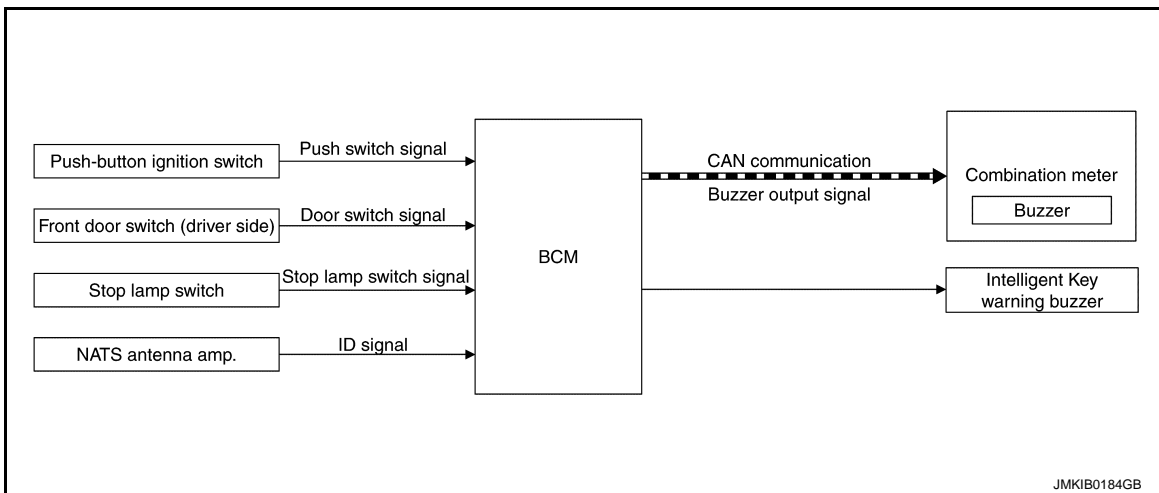 Push-button ignition switch
Push switch signal
Front door switch (driver side)
Door switch signal
Stop lamp switch
Stop lamp switch signal
NATS antenna amp.
ID signal
BCM
CAN communication
Buzzer output signal
Combination meter
Buzzer
Intelligent Key
warning buzzer
JMKIB0184GB